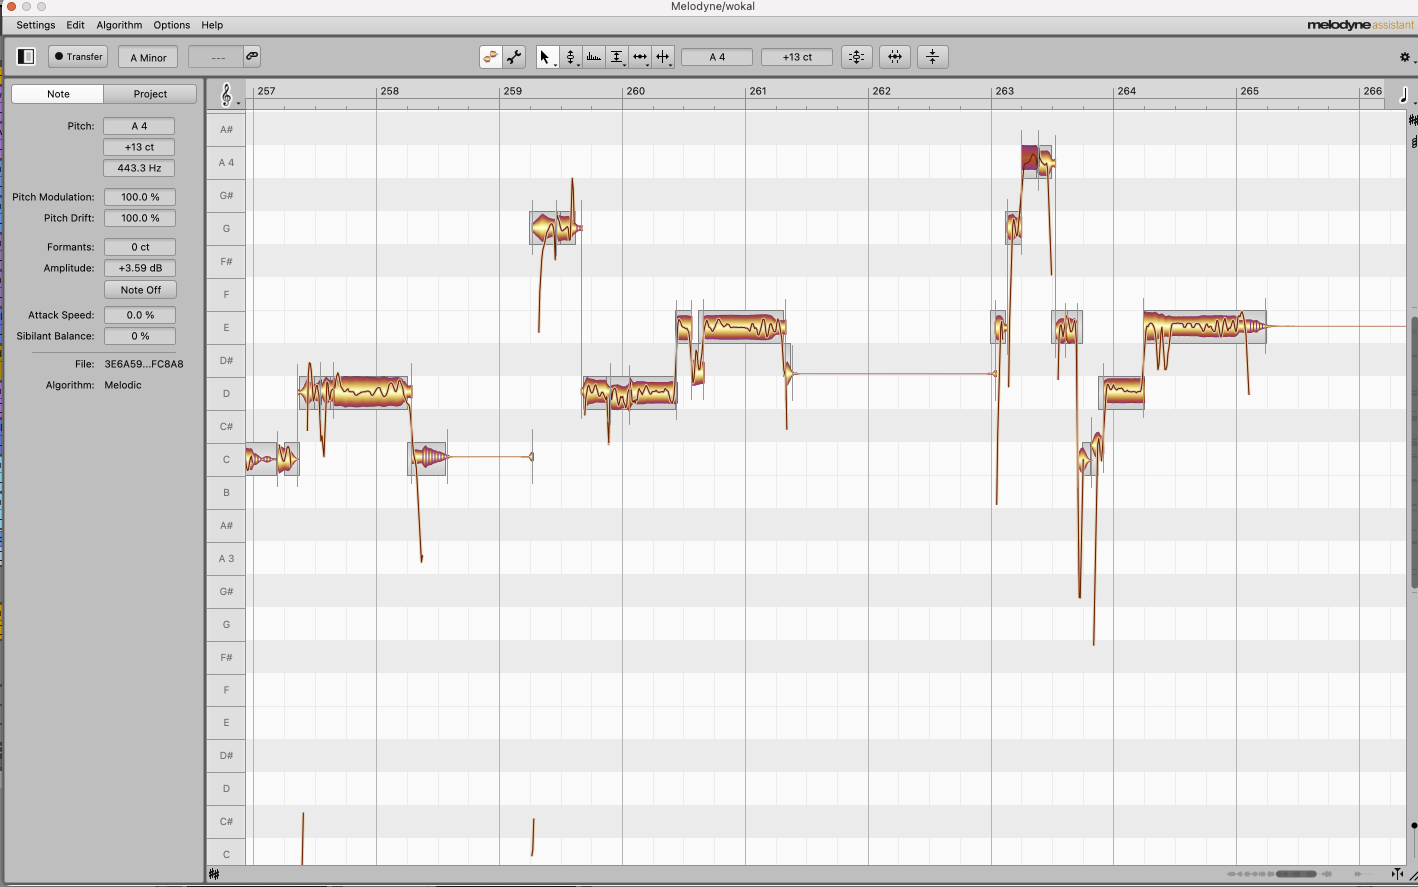 Melodyne/wokal
Settings Edit Algorithm Options Help
melodyne assistant
Transfer A Minor --- A 4 +13 ct
Note Project
257 258 259 260 261 262 263 264 265 266
Pitch: A 4
+13 ct
443.3 Hz
Pitch Modulation: 100.0 %
Pitch Drift: 100.0 %
Formants: 0 ct
Amplitude: +3.59 dB
Note Off
Attack Speed: 0.0 %
Sibilant Balance: 0 %
File: 3E6A59...FC8A8
Algorithm: Melodic
A#
A 4
G#
G
F#
F
E
D#
D
C#
C
B
A#
A 3
G#
G
F#
F
E
D#
D
C#
C